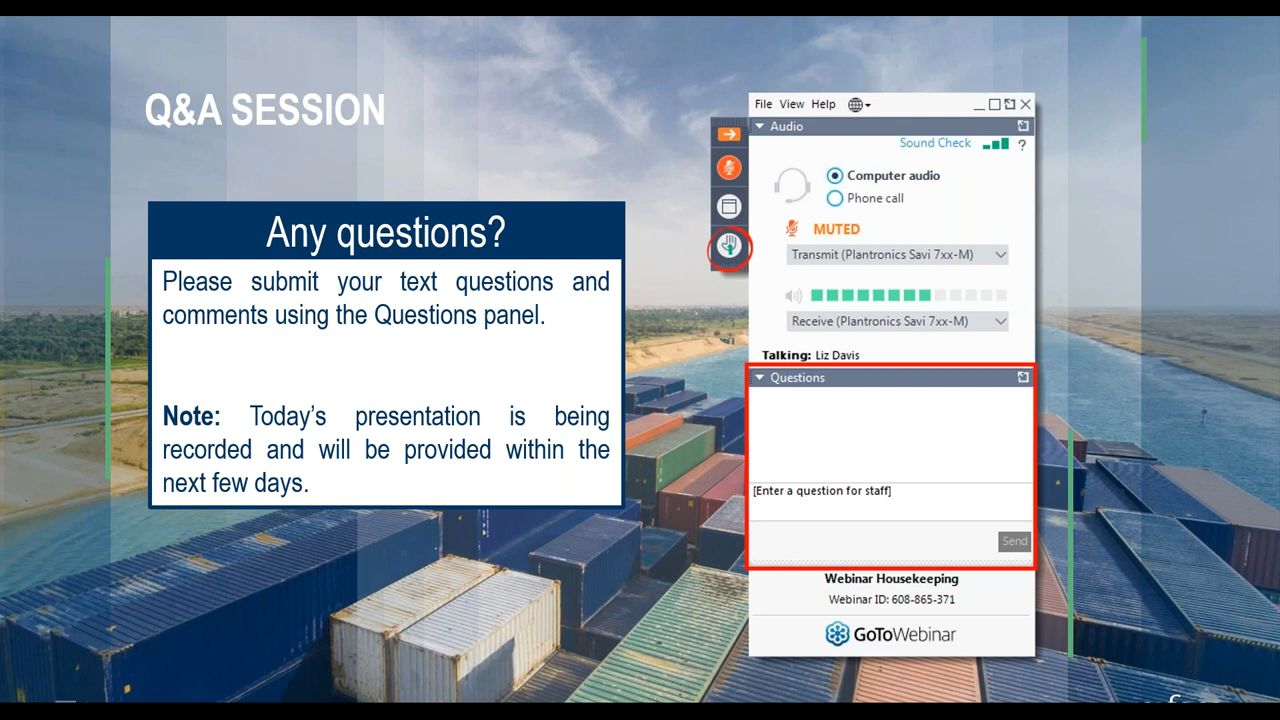 Q&A SESSION
Any questions?
Please submit your text questions and
comments using the Questions panel.
Note: Today’s presentation is being
recorded and will be provided within the
next few days.
File View Help
Audio
Sound Check
?
Computer audio
Phone call
MUTED
Transmit (Plantronics Savi 7xx-M)
Receive (Plantronics Savi 7xx-M)
Talking: Liz Davis
Questions
[Enter a question for staff]
Send
Webinar Housekeeping
Webinar ID: 608-865-371
GoToWebinar